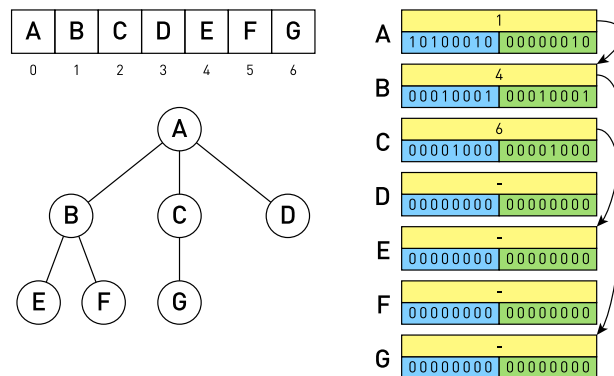 A B C D E F G
0 1 2 3 4 5 6
A
B C D
E F G
A 1
10100010 00000010
B 4
00010001 00010001
C 6
00001000 00001000
D -
00000000 00000000
E -
00000000 00000000
F -
00000000 00000000
G -
00000000 00000000